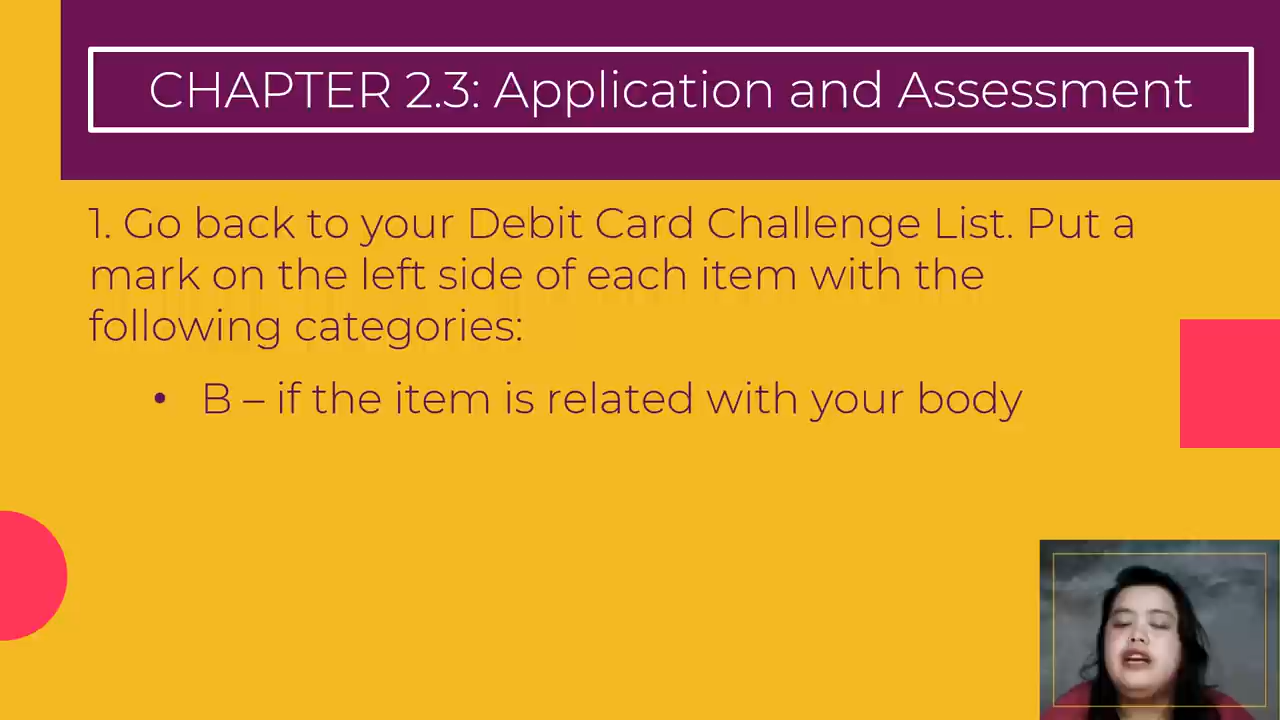 CHAPTER 2.3: Application and Assessment
1. Go back to your Debit Card Challenge List. Put a
mark on the left side of each item with the
following categories:
• B – if the item is related with your body